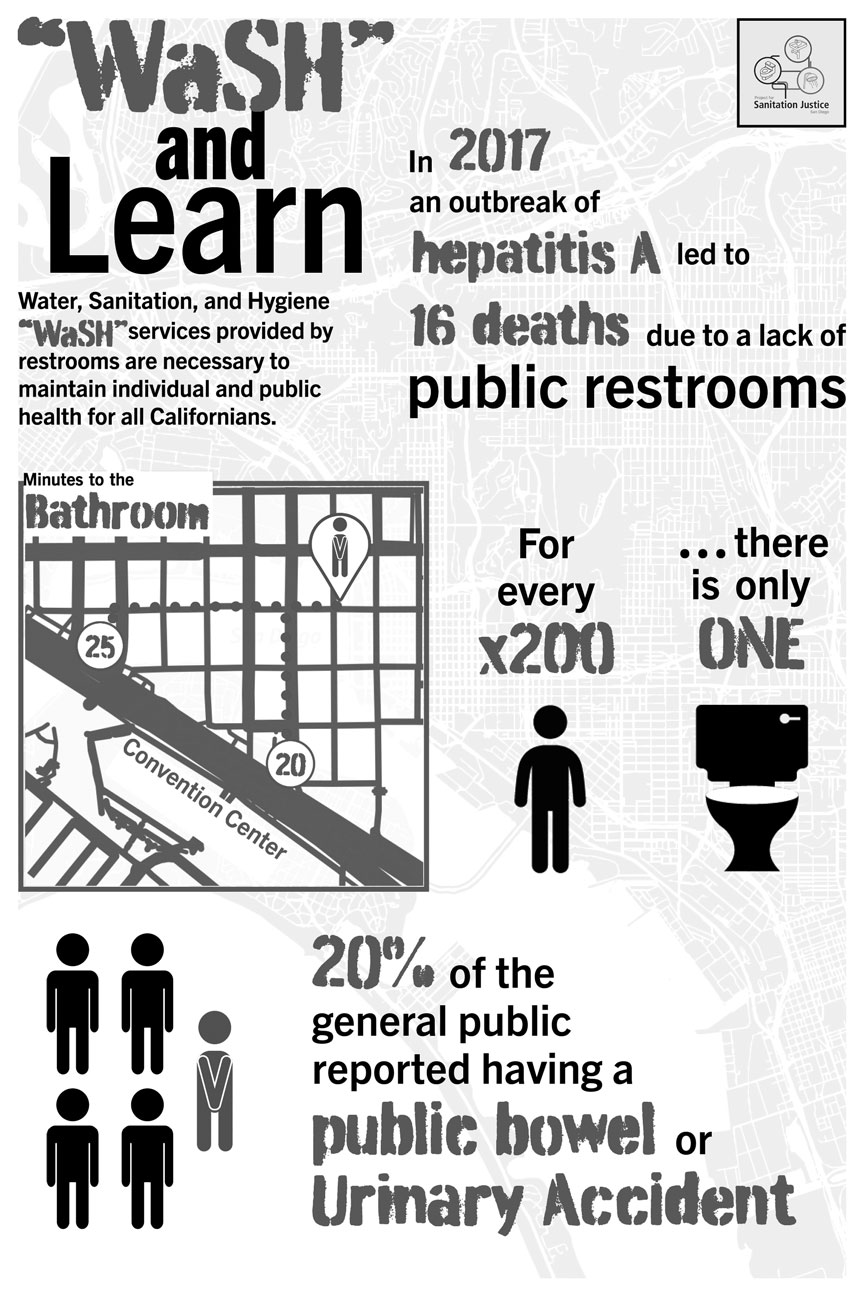 “WaSH”
and
Learn
Water, Sanitation, and Hygiene
“WaSH” services provided by
restrooms are necessary to
maintain individual and public
health for all Californians.
Project for
Sanitation Justice
San Diego
In 2017
an outbreak of
hepatitis A led to
16 deaths due to a lack of
public restrooms
Minutes to the
Bathroom
San Diego
25
20
Convention Center
For
every
x200
...there
is only
ONE
20% of the
general public
reported having a
public bowel or
Urinary Accident